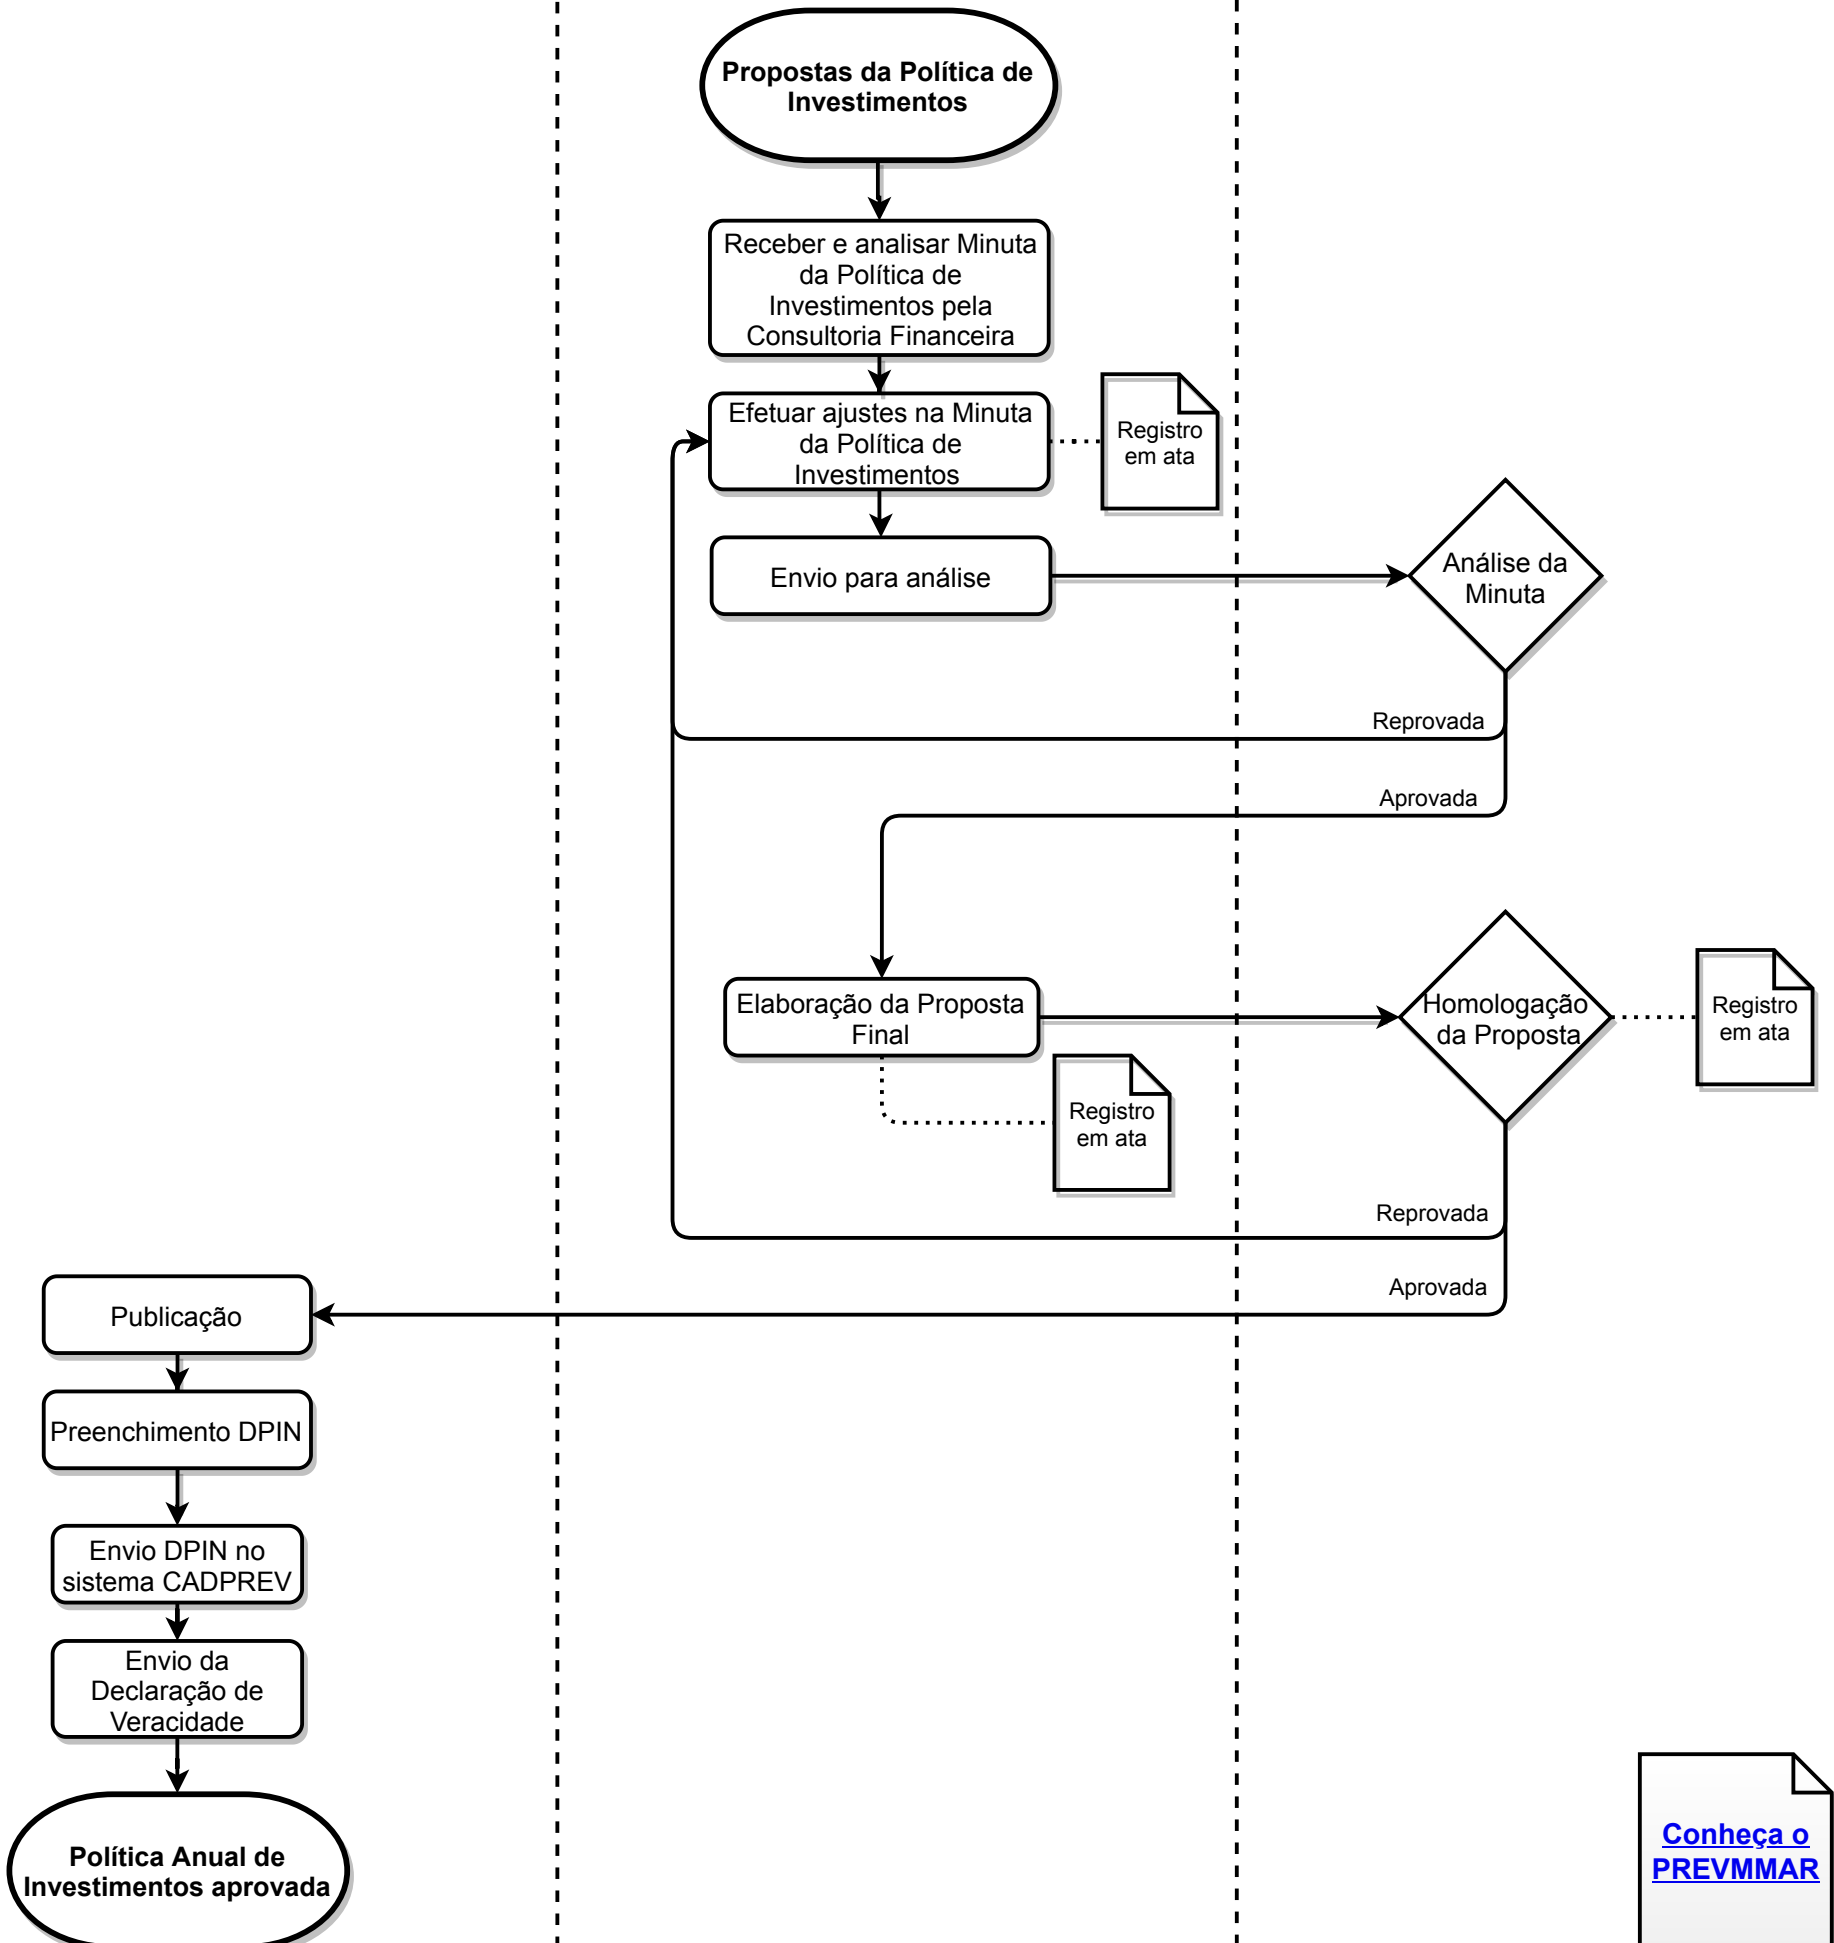 Propostas da Política de
Investimentos
Receber e analisar Minuta
da Política de
Investimentos pela
Consultoria Financeira
Efetuar ajustes na Minuta
da Política de
Investimentos
Registro
em ata
Envio para análise
Análise da
Minuta
Reprovada
Aprovada
Elaboração da Proposta
Final
Homologação
da Proposta
Registro
em ata
Registro
em ata
Reprovada
Aprovada
Publicação
Preenchimento DPIN
Envio DPIN no
sistema CADPREV
Envio da
Declaração de
Veracidade
Política Anual de
Investimentos aprovada
Conheça o
PREVMMAR